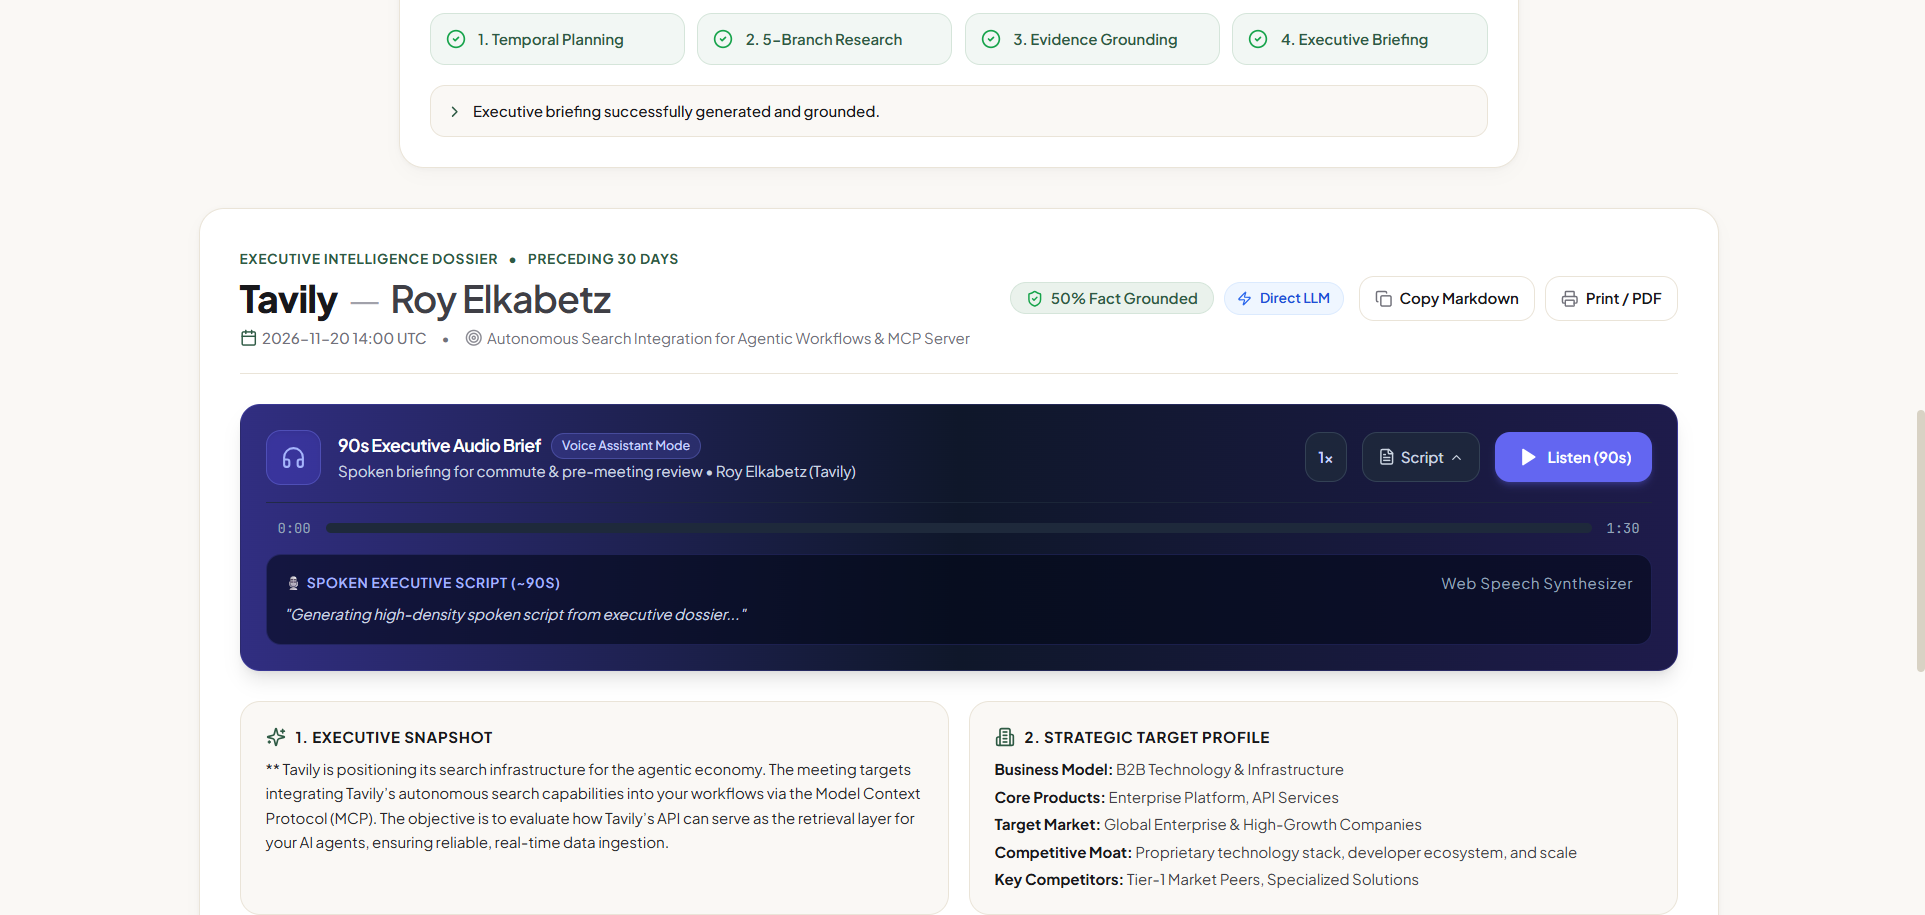 1. Temporal Planning
2. 5-Branch Research
3. Evidence Grounding
4. Executive Briefing
Executive briefing successfully generated and grounded.
EXECUTIVE INTELLIGENCE DOSSIER • PRECEDING 30 DAYS
Tavily — Roy Elkabetz
50% Fact Grounded
Direct LLM
Copy Markdown
Print / PDF
2026-11-20 14:00 UTC • Autonomous Search Integration for Agentic Workflows & MCP Server
90s Executive Audio Brief
Voice Assistant Mode
Spoken briefing for commute & pre-meeting review • Roy Elkabetz (Tavily)
1x
Script
Listen (90s)
0:00
1:30
SPOKEN EXECUTIVE SCRIPT (~90S)
Web Speech Synthesizer
"Generating high-density spoken script from executive dossier..."
1. EXECUTIVE SNAPSHOT
** Tavily is positioning its search infrastructure for the agentic economy. The meeting targets
integrating Tavily's autonomous search capabilities into your workflows via the Model Context
Protocol (MCP). The objective is to evaluate how Tavily's API can serve as the retrieval layer for
your AI agents, ensuring reliable, real-time data ingestion.
2. STRATEGIC TARGET PROFILE
Business Model: B2B Technology & Infrastructure
Core Products: Enterprise Platform, API Services
Target Market: Global Enterprise & High-Growth Companies
Competitive Moat: Proprietary technology stack, developer ecosystem, and scale
Key Competitors: Tier-1 Market Peers, Specialized Solutions